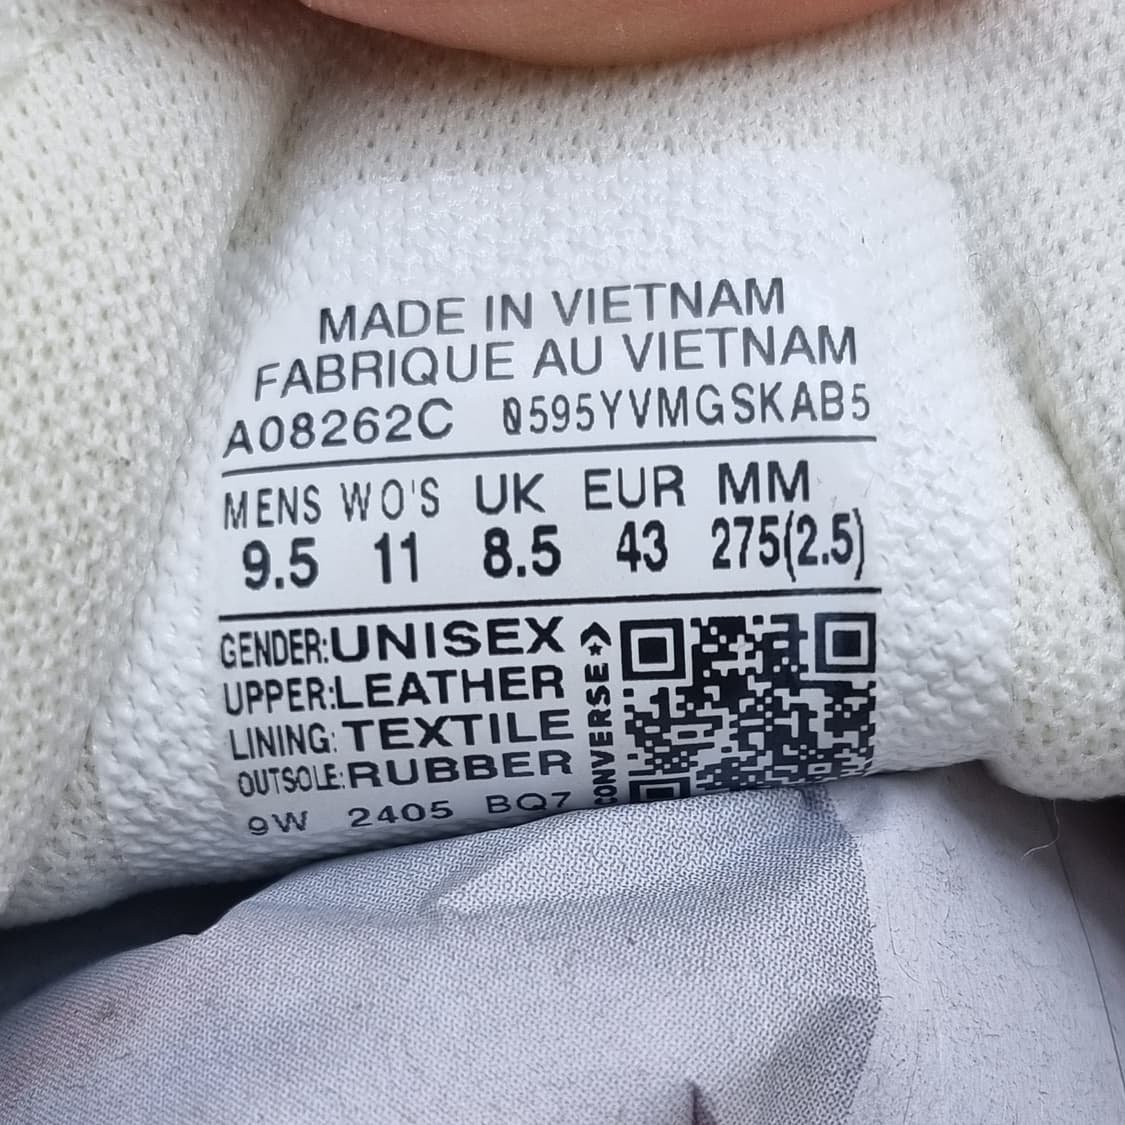 MADE IN VIETNAM
FABRIQUE AU VIETNAM
A08262C 0595YVMGSKAB5
MENS WO'S UK EUR MM
9.5 11 8.5 43 275(2.5)
GENDER:UNISEX
UPPER:LEATHER
LINING:TEXTILE
OUTSOLE:RUBBER
9W 2405 BQ7
CONVERSE